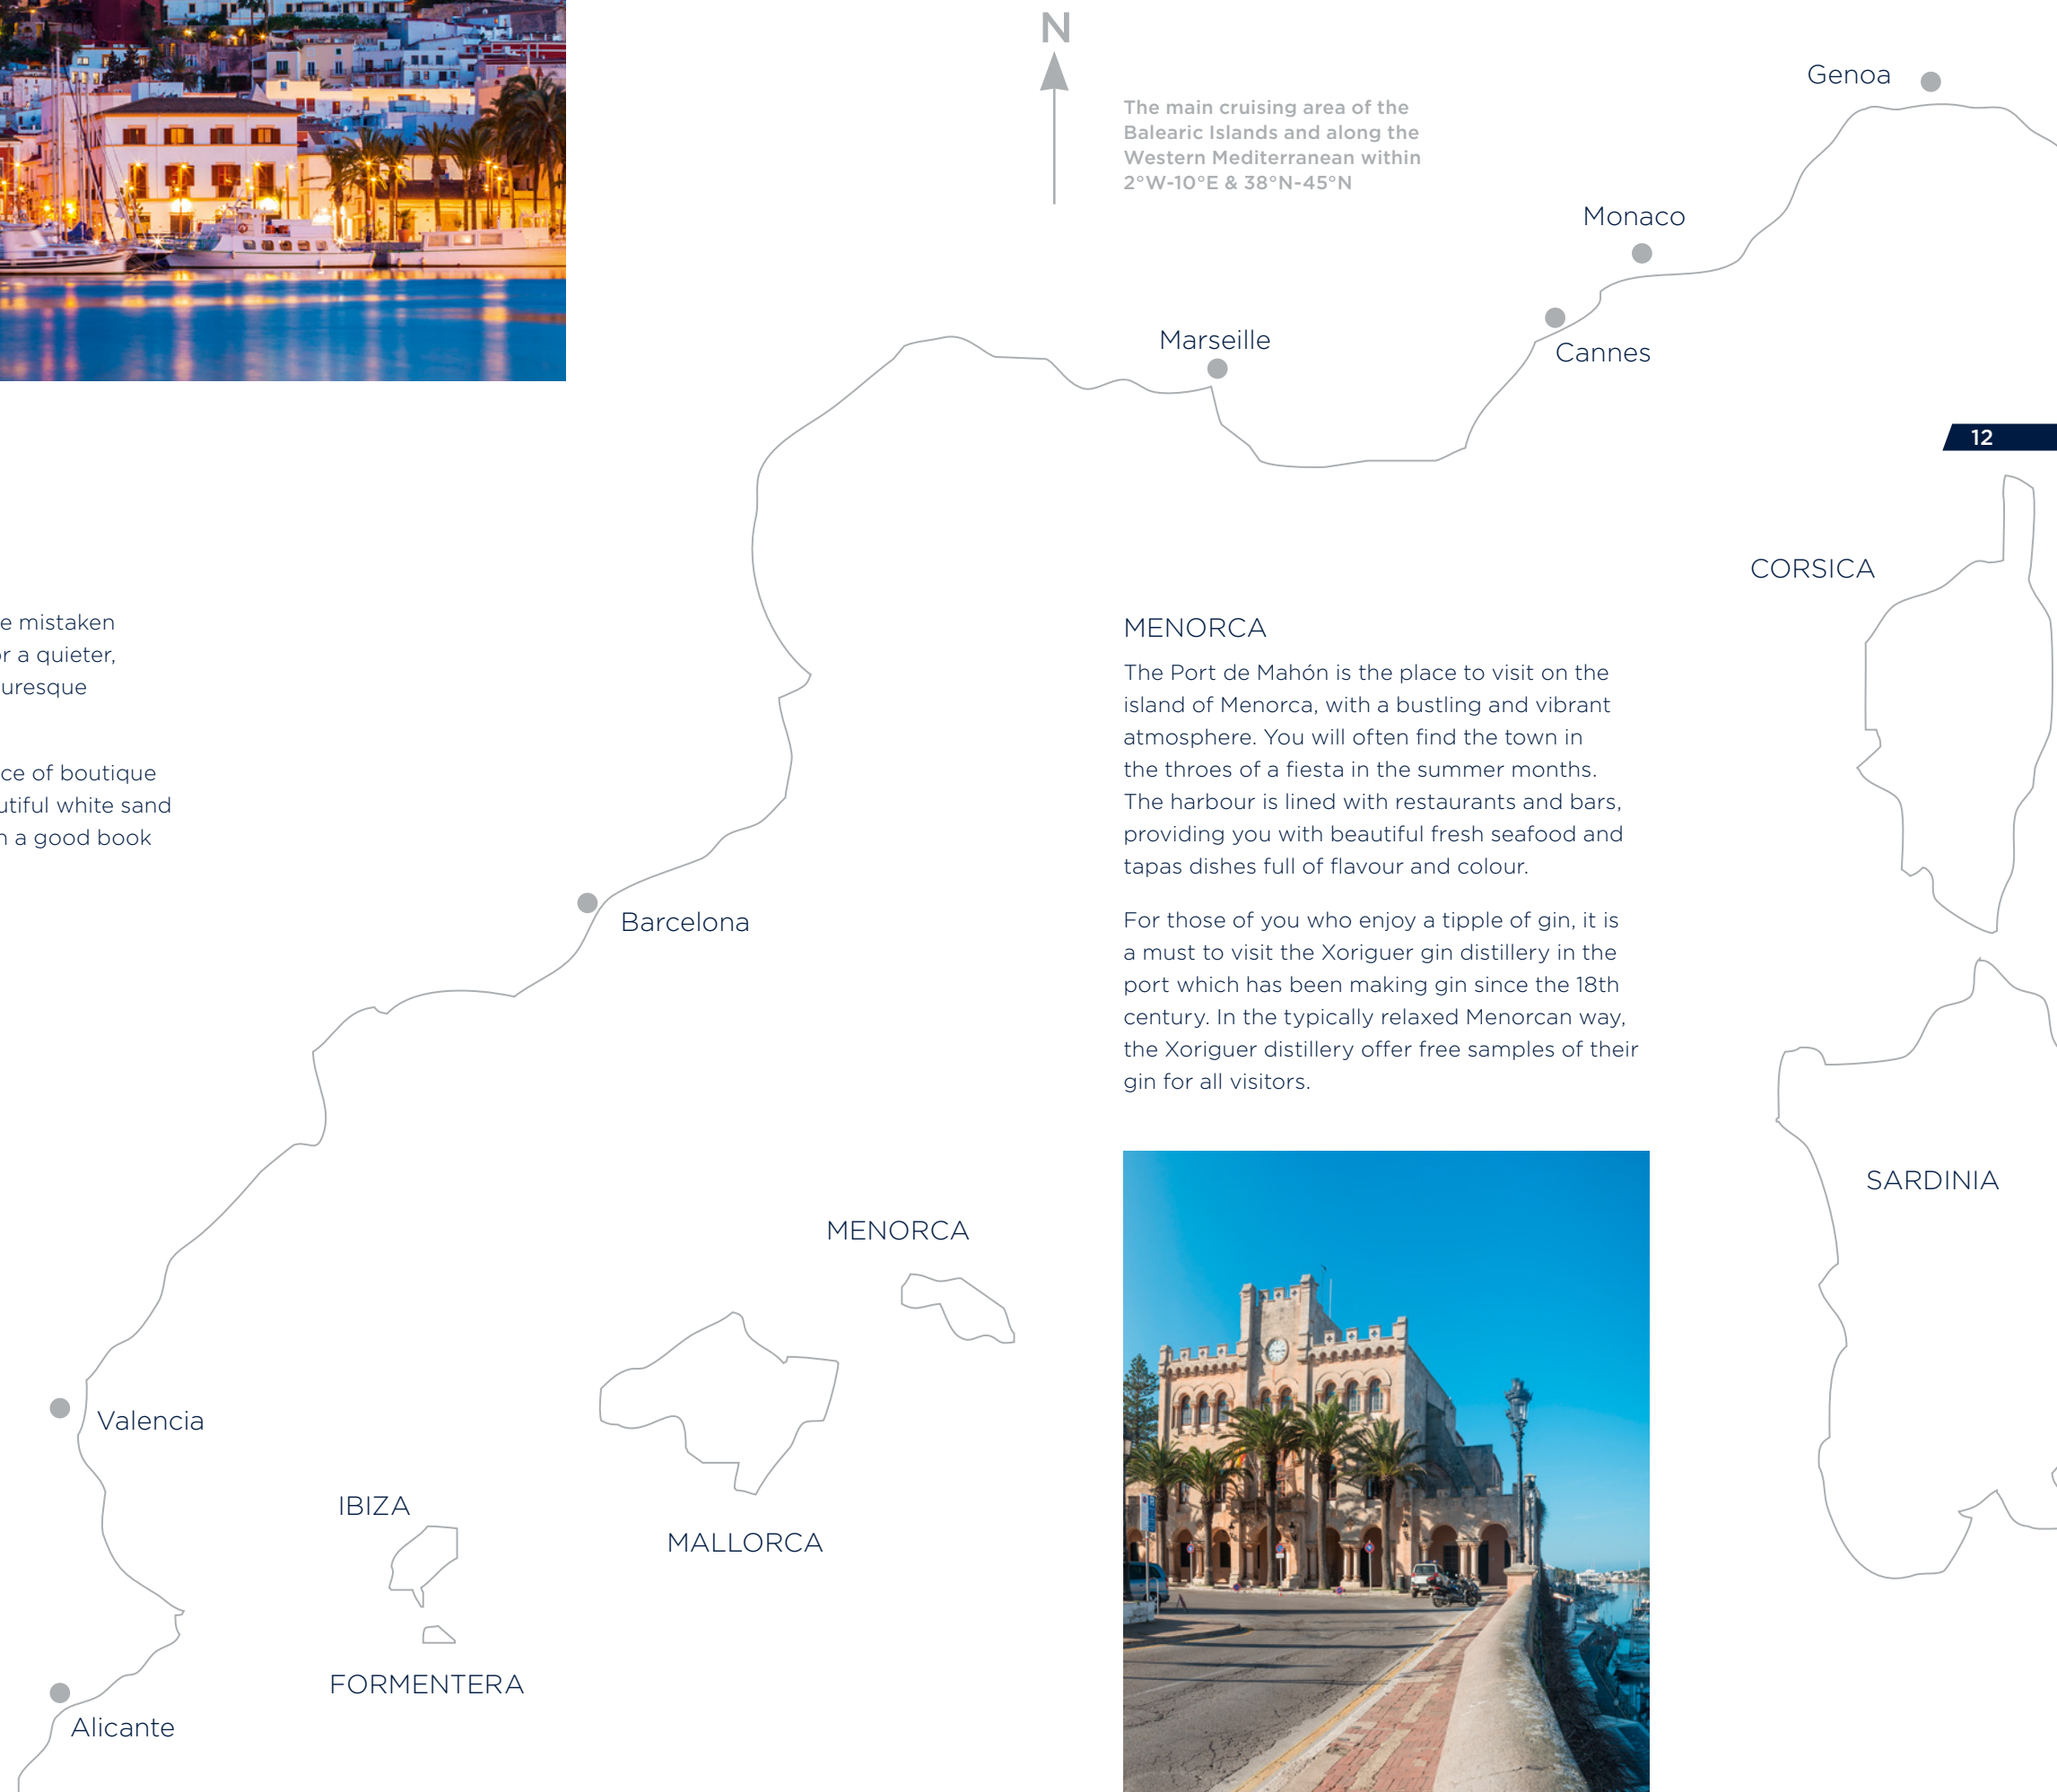 N
The main cruising area of the
Balearic Islands and along the
Western Mediterranean within
2°W-10°E & 38°N-45°N
Genoa
Monaco
Cannes
Marseille
12
CORSICA
e mistaken
r a quieter,
uresque
ce of boutique
utiful white sand
a good book
MENORCA
The Port de Mahón is the place to visit on the
island of Menorca, with a bustling and vibrant
atmosphere. You will often find the town in
the throes of a fiesta in the summer months.
The harbour is lined with restaurants and bars,
providing you with beautiful fresh seafood and
tapas dishes full of flavour and colour.
For those of you who enjoy a tipple of gin, it is
a must to visit the Xoriguer gin distillery in the
port which has been making gin since the 18th
century. In the typically relaxed Menorcan way,
the Xoriguer distillery offer free samples of their
gin for all visitors.
Barcelona
SARDINIA
MENORCA
Valencia
IBIZA
MALLORCA
FORMENTERA
Alicante